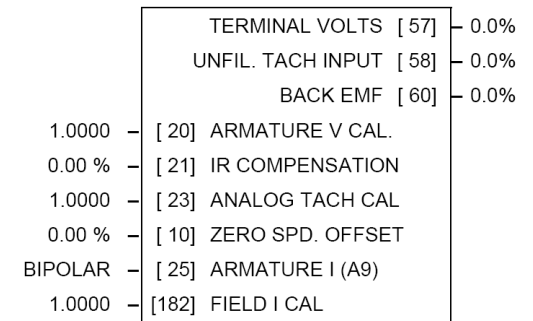 TERMINAL VOLTS [ 57] – 0.0%
UNFIL. TACH INPUT [ 58] – 0.0%
BACK EMF [ 60] – 0.0%
1.0000 – [ 20] ARMATURE V CAL.
0.00 % – [ 21] IR COMPENSATION
1.0000 – [ 23] ANALOG TACH CAL
0.00 % – [ 10] ZERO SPD. OFFSET
BIPOLAR – [ 25] ARMATURE I (A9)
1.0000 – [182] FIELD I CAL